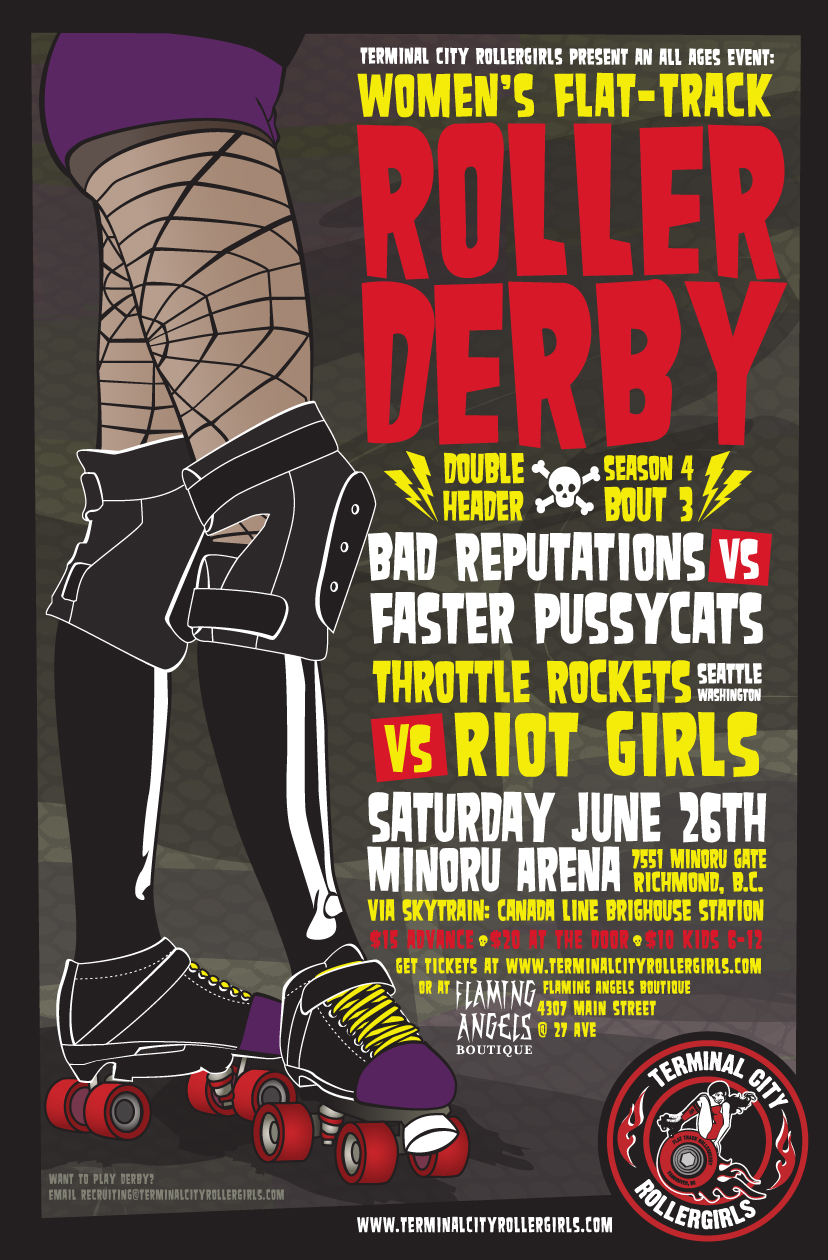 TERMINAL CITY ROLLERGIRLS PRESENT AN ALL AGES EVENT:
WOMEN'S FLAT-TRACK
ROLLER
DERBY
DOUBLE HEADER
SEASON 4 BOUT 3
BAD REPUTATIONS VS
FASTER PUSSYCATS
THROTTLE ROCKETS SEATTLE WASHINGTON
VS RIOT GIRLS
SATURDAY JUNE 26TH
MINORU ARENA 7551 MINORU GATE RICHMOND, B.C.
VIA SKYTRAIN: CANADA LINE BRIGHOUSE STATION
$15 ADVANCE $20 AT THE DOOR $10 KIDS 6-12
GET TICKETS AT WWW.TERMINALCITYROLLERGIRLS.COM
OR AT FLAMING ANGELS BOUTIQUE
FLAMING ANGELS BOUTIQUE
4307 MAIN STREET
@ 27 AVE
TERMINAL CITY
FLAT TRACK
ROLLERGIRLS
WANT TO PLAY DERBY?
EMAIL RECRUITING@TERMINALCITYROLLERGIRLS.COM
WWW.TERMINALCITYROLLERGIRLS.COM